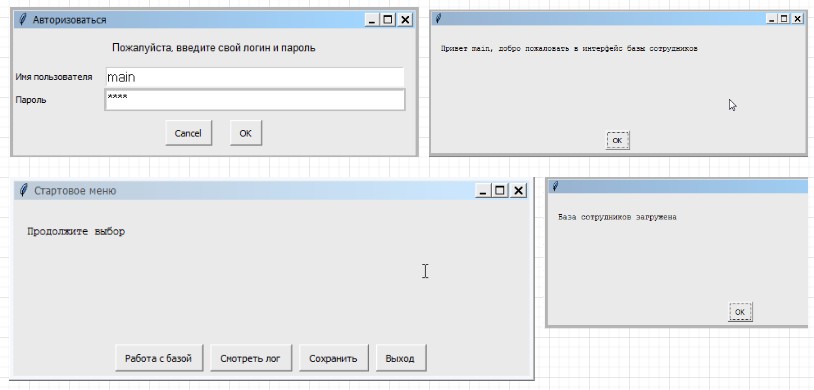 Авторизоваться
Пожалуйста, введите свой логин и пароль
Имя пользователя main
Пароль ****
Cancel OK
Привет main, добро пожаловать в интерфейс базы сотрудников
OK
Стартовое меню
Продолжите выбор
Работа с базой Смотреть лог Сохранить Выход
База сотрудников загружена
OK